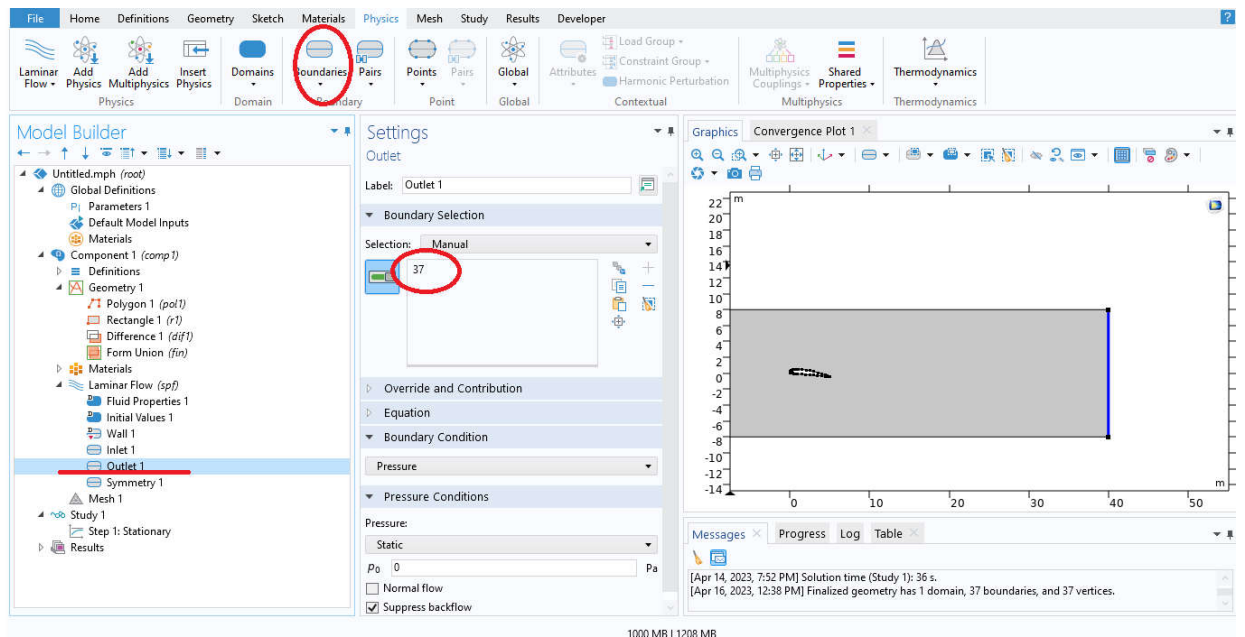 File Home Definitions Geometry Sketch Materials Physics Mesh Study Results Developer ?
Laminar Flow Add Physics Add Multiphysics Insert Physics Domains Boundaries Pairs Points Pairs Global Attributes
Load Group
Constraint Group
Harmonic Perturbation
Multiphysics Couplings Shared Properties Thermodynamics
Physics Domain Boundary Point Global Contextual Multiphysics Thermodynamics
Model Builder
Untitled.mph (root)
Global Definitions
Pi Parameters 1
Default Model Inputs
Materials
Component 1 (comp1)
Definitions
Geometry 1
Polygon 1 (pol1)
Rectangle 1 (r1)
Difference 1 (dif1)
Form Union (fin)
Materials
Laminar Flow (spf)
Fluid Properties 1
Initial Values 1
Wall 1
Inlet 1
Outlet 1
Symmetry 1
Mesh 1
Study 1
Step 1: Stationary
Results
Settings
Outlet
Label: Outlet 1
Boundary Selection
Selection: Manual
37
Override and Contribution
Equation
Boundary Condition
Pressure
Pressure Conditions
Pressure:
Static
p0 0 Pa
Normal flow
Suppress backflow
Graphics Convergence Plot 1
m
22
20
18
16
14
12
10
8
6
4
2
0
-2
-4
-6
-8
-10
-12
-14
m
0 10 20 30 40 50
Messages Progress Log Table
[Apr 14, 2023, 7:52 PM] Solution time (Study 1): 36 s.
[Apr 16, 2023, 12:38 PM] Finalized geometry has 1 domain, 37 boundaries, and 37 vertices.
1000 MB | 1208 MB